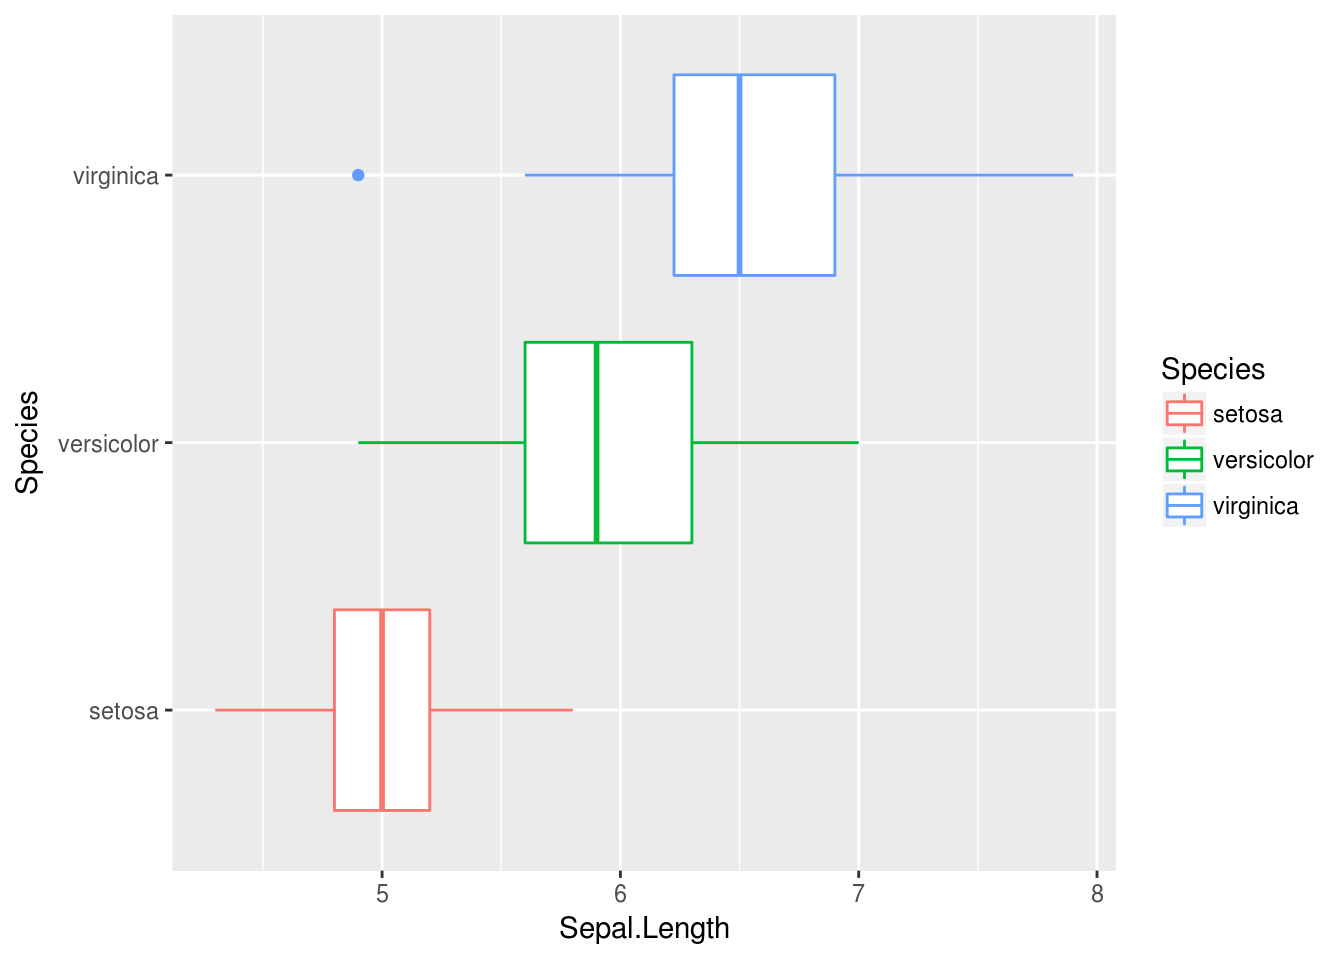 virginica
versicolor
setosa
Species
5 6 7 8
Sepal.Length
Species
setosa
versicolor
virginica